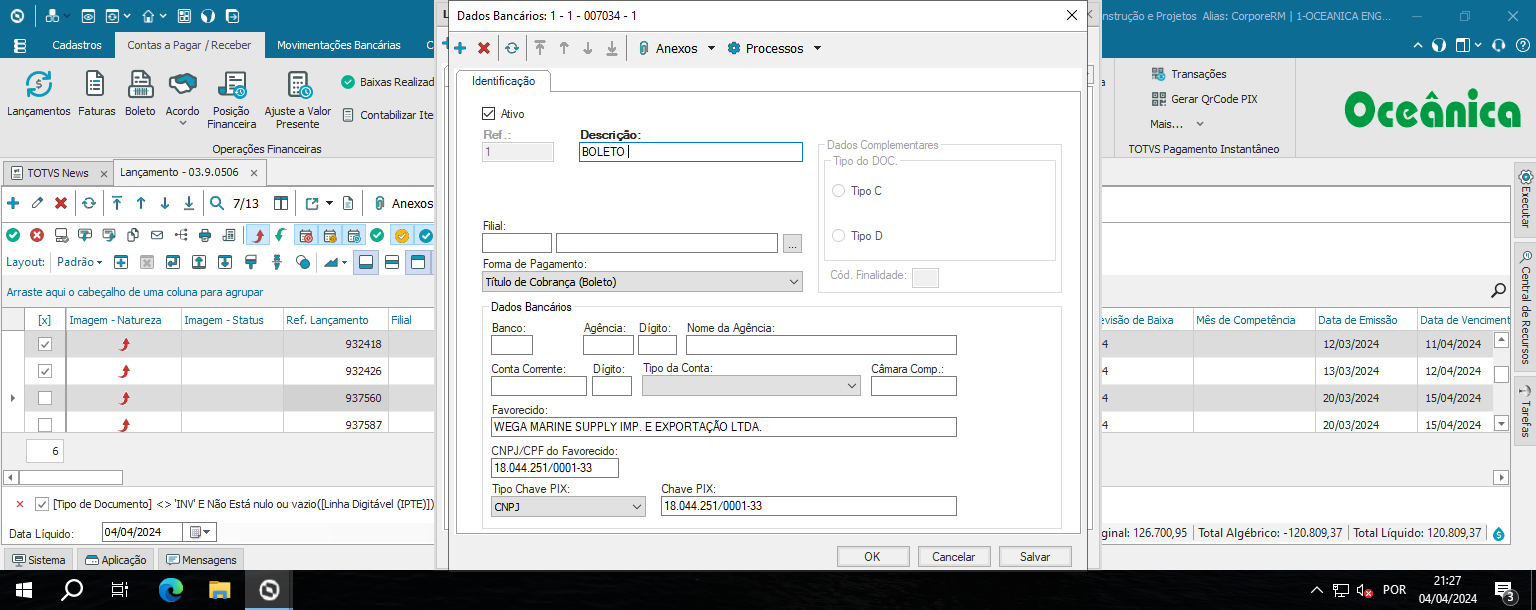 Dados Bancários: 1 - 1 - 007034 - 1
nstrução e Projetos Alias: CorporeRM | 1-OCEANICA ENG...
Cadastros
Contas a Pagar / Receber
Movimentações Bancárias
Anexos
Processos
Identificação
Lançamentos
Faturas
Boleto
Acordo
Posição Financeira
Ajuste a Valor Presente
Baixas Realizad
Contabilizar Ite
Operações Financeiras
Transações
Gerar QrCode PIX
Mais...
TOTVS Pagamento Instantâneo
Oceânica
TOTVS News
Lançamento - 03.9.0506
7/13
Anexos
Layout:
Padrão
Arraste aqui o cabeçalho de uma coluna para agrupar
[x] Imagem - Natureza Imagem - Status Ref. Lançamento Filial
932418
932426
937560
937587
6
[Tipo de Documento] <> 'INV' E Não Está nulo ou vazio([Linha Digitável (IPTE)])
Data Líquido: 04/04/2024
Sistema
Aplicação
Mensagens
Ativo
Ref.:
1
Descrição:
BOLETO
Dados Complementares
Tipo do DOC.
Tipo C
Tipo D
Cód. Finalidade:
Filial:
...
Forma de Pagamento:
Título de Cobrança (Boleto)
Dados Bancários
Banco:
Agência:
Dígito:
Nome da Agência:
Conta Corrente:
Dígito:
Tipo da Conta:
Câmara Comp.:
Favorecido:
WEGA MARINE SUPPLY IMP. E EXPORTAÇÃO LTDA.
CNPJ/CPF do Favorecido:
18.044.251/0001-33
Tipo Chave PIX:
CNPJ
Chave PIX:
18.044.251/0001-33
OK
Cancelar
Salvar
evisão de Baixa Mês de Competência Data de Emissão Data de Venciment
4 12/03/2024 11/04/2024
4 13/03/2024 12/04/2024
4 20/03/2024 15/04/2024
4 20/03/2024 15/04/2024
ginal: 126.700,95 Total Algébrico: -120.809,37 Total Líquido: 120.809,37
Executar
Central de Recursos
Tarefas
POR
21:27
04/04/2024
3